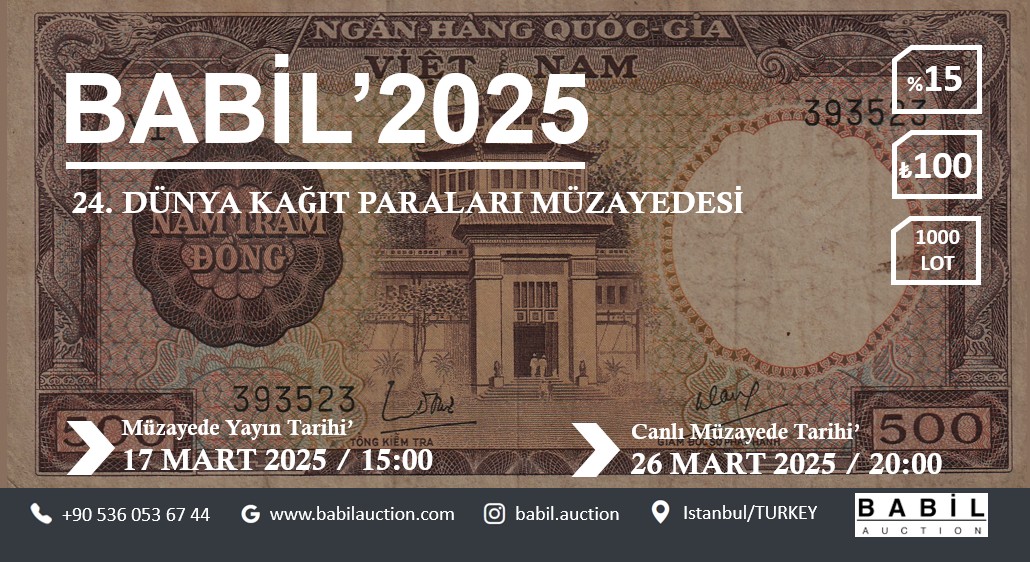 NGÂN-HÀNG QUỐC-GIA
VIỆT NAM
BABİL’2025
%15
393523
₺100
24. DÜNYA KAĞIT PARALARI MÜZAYEDESİ
NĂM TRĂM
ĐỒNG
1000
LOT
393523
500
500
TỔNG KIỂM TRA
Müzayede Yayın Tarihi’
17 MART 2025 / 15:00
Canlı Müzayede Tarihi’
26 MART 2025 / 20:00
+90 536 053 67 44
www.babilauction.com
babil.auction
Istanbul/TURKEY
BABİL
AUCTION